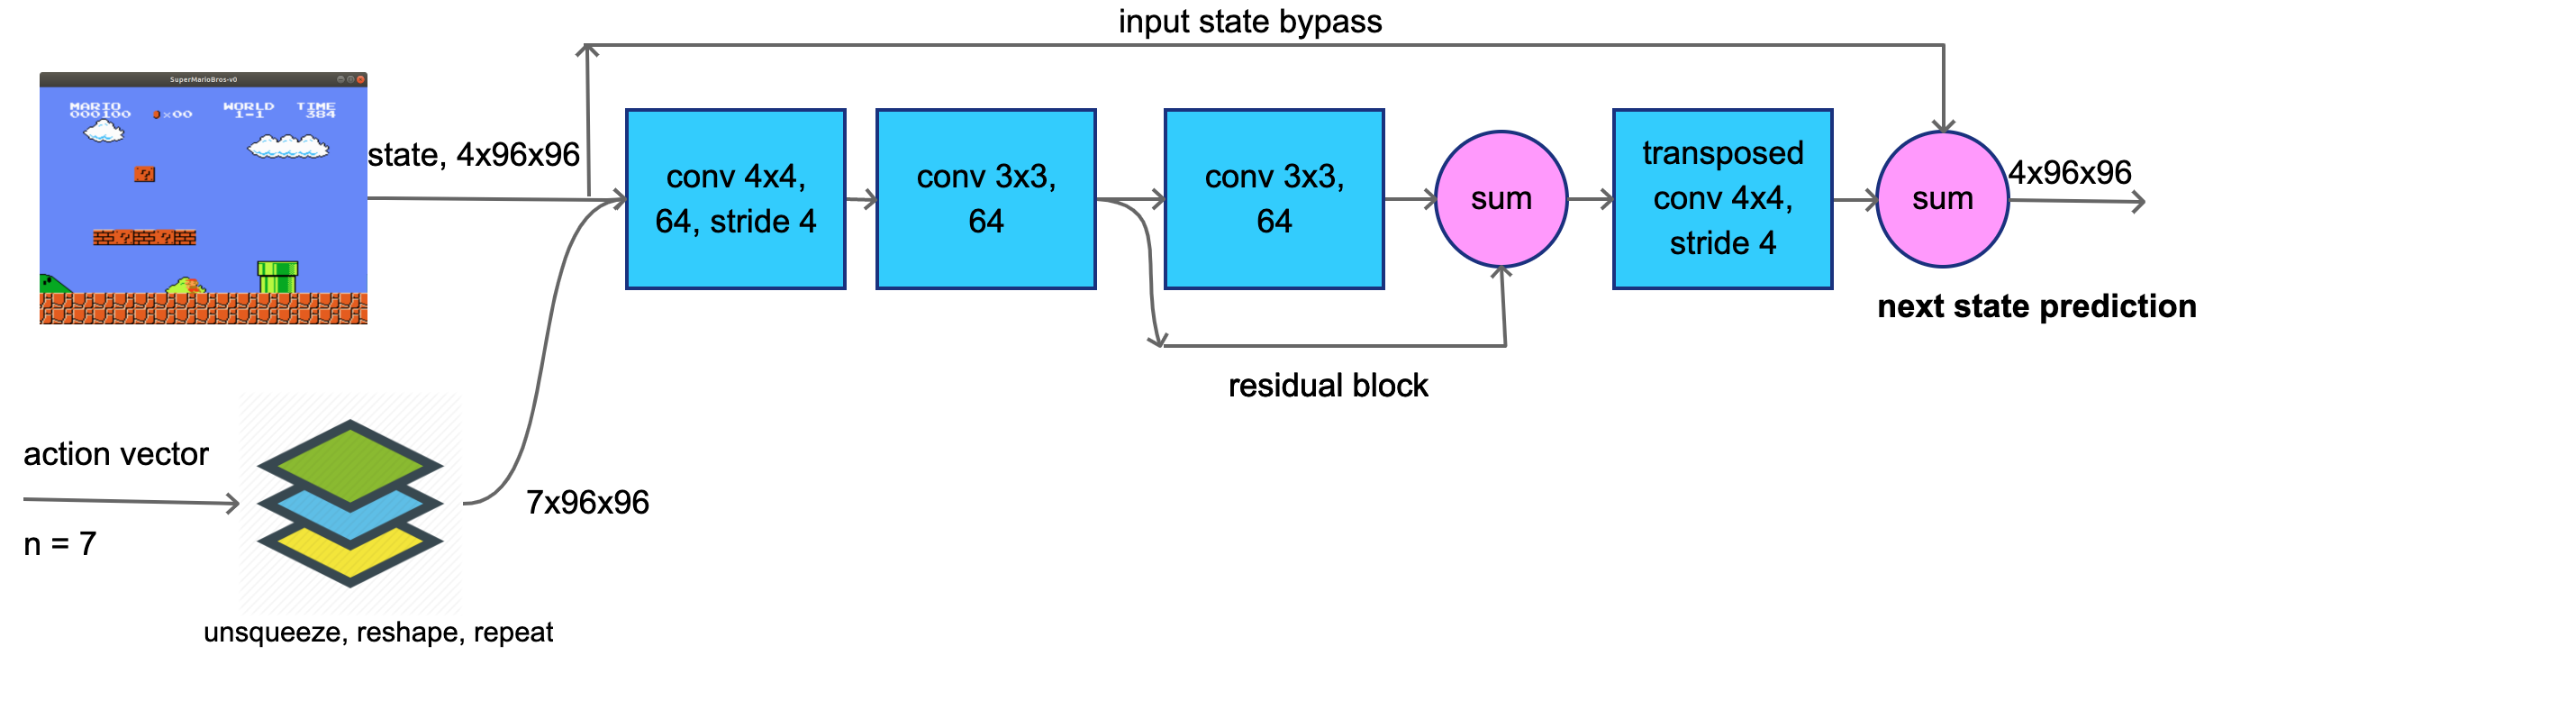 input state bypass
SuperMarioBros-v0
MARIO WORLD TIME
000100 x00 1-1 384
?
? ?
state, 4x96x96
conv 4x4,
64, stride 4
conv 3x3,
64
conv 3x3,
64
sum
transposed
conv 4x4,
stride 4
sum
4x96x96
next state prediction
residual block
action vector
n = 7
7x96x96
unsqueeze, reshape, repeat